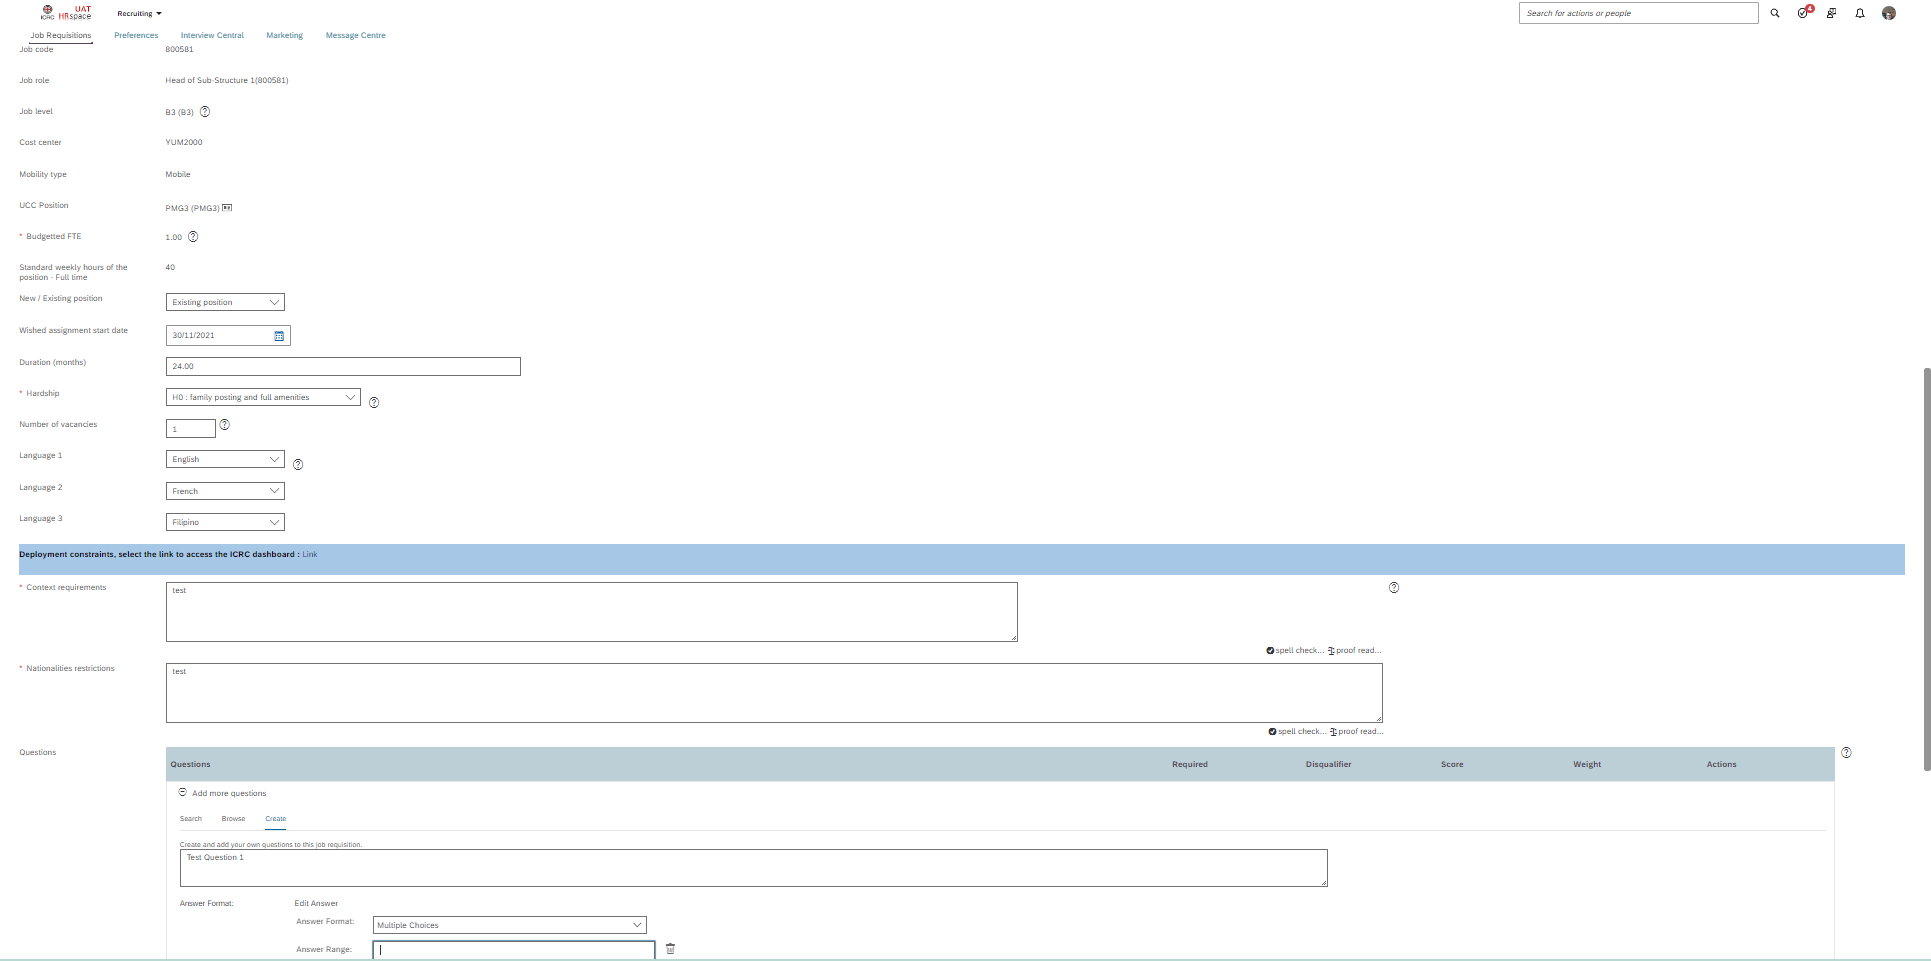 ICRC
UAT
HRspace
Recruiting
Search for actions or people
4
Job Requisitions Preferences Interview Central Marketing Message Centre
Job code 800581
Job role Head of Sub-Structure 1(800581)
Job level B3 (B3) ?
Cost center YUM2000
Mobility type Mobile
UCC Position PMG3 (PMG3)
* Budgetted FTE 1.00 ?
Standard weekly hours of the position - Full time 40
New / Existing position Existing position
Wished assignment start date 30/11/2021
Duration (months) 24.00
* Hardship H0 : family posting and full amenities ?
Number of vacancies 1 ?
Language 1 English ?
Language 2 French
Language 3 Filipino
Deployment constraints, select the link to access the ICRC dashboard : Link
* Context requirements test ?
spell check... proof read...
* Nationalities restrictions test
spell check... proof read...
Questions
Questions Required Disqualifier Score Weight Actions ?
Add more questions
Search Browse Create
Create and add your own questions to this job requisition.
Test Question 1
Answer Format: Edit Answer
Answer Format: Multiple Choices
Answer Range: